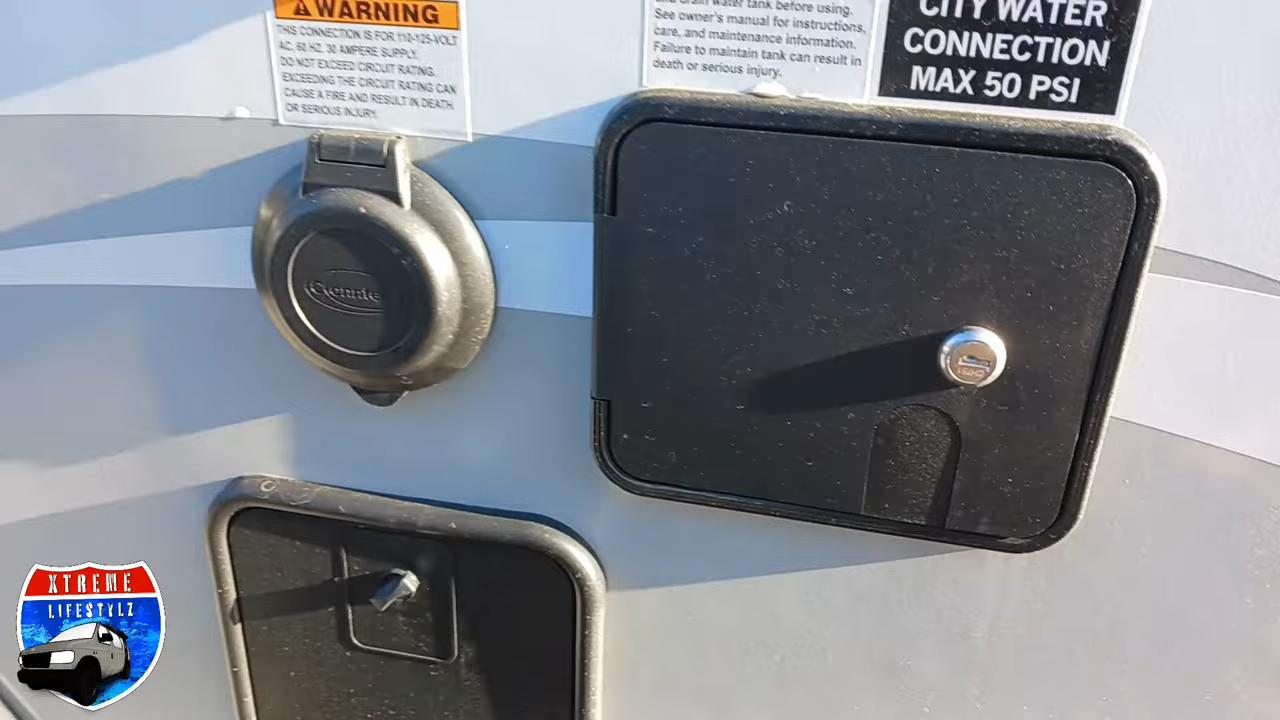 WARNING
THIS CONNECTION IS FOR 110-125-VOLT
AC, 60 HZ. 30 AMPERE SUPPLY.
DO NOT EXCEED CIRCUIT RATING.
EXCEEDING THE CIRCUIT RATING CAN
CAUSE A FIRE AND RESULT IN DEATH
OR SERIOUS INJURY.
and drain water tank before using.
See owner's manual for instructions,
care, and maintenance information.
Failure to maintain tank can result in
death or serious injury.
CITY WATER
CONNECTION
MAX 50 PSI
CH751
XTREME
LIFESTYLZ